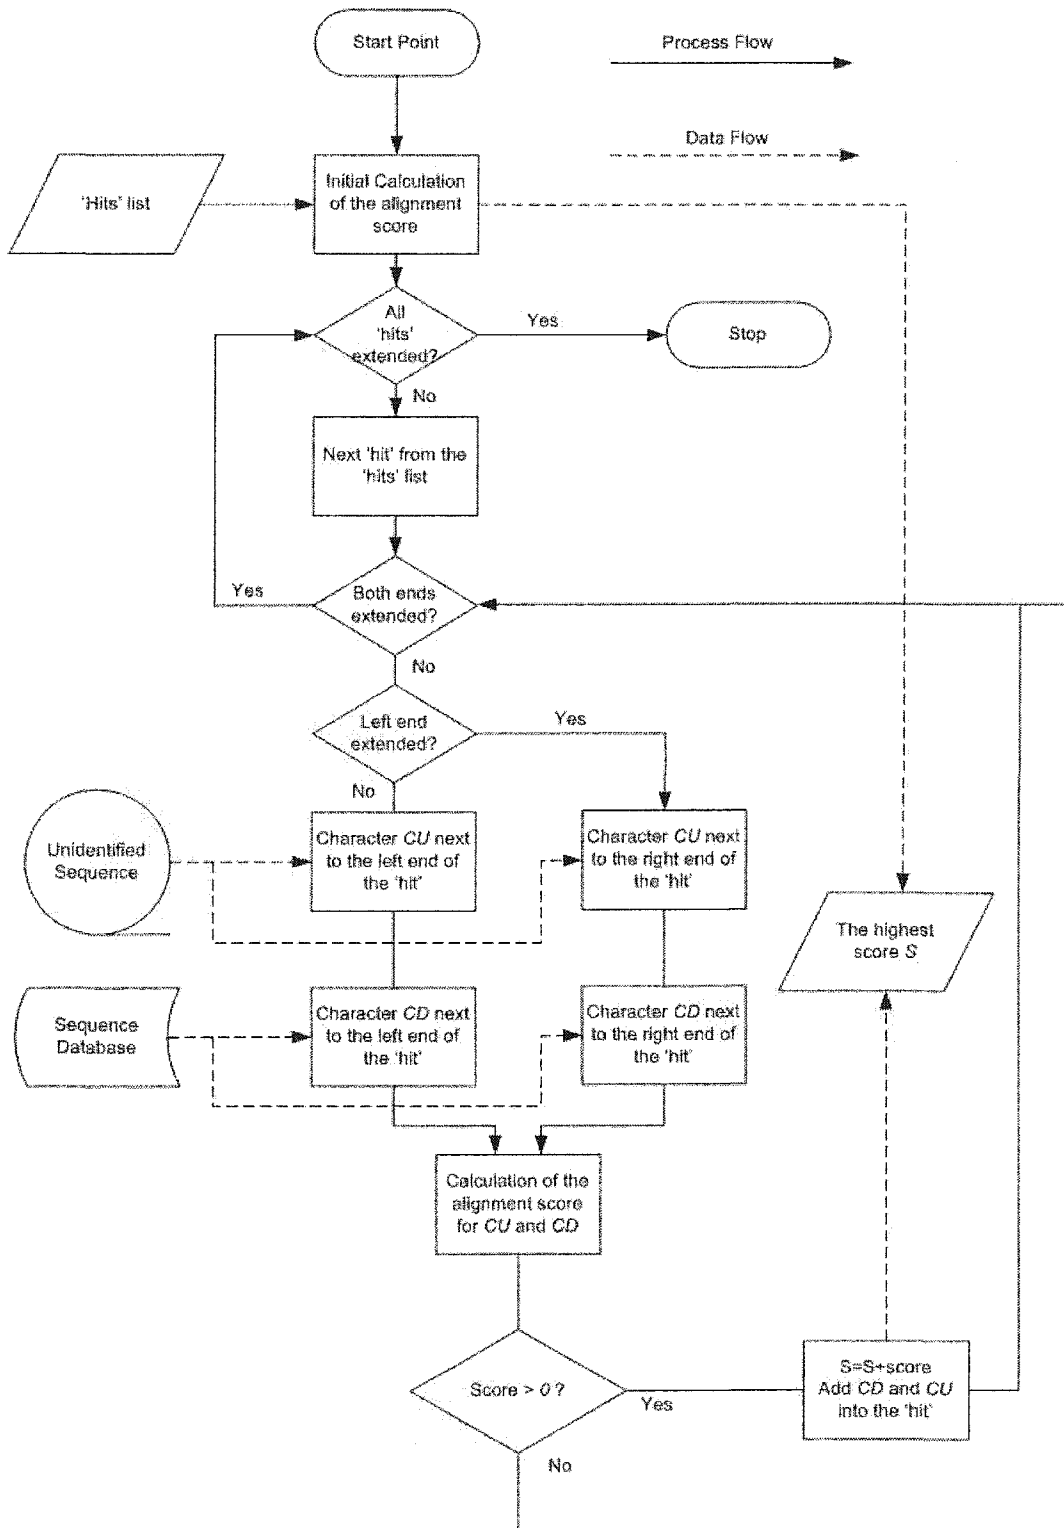 Start Point
Process Flow
Data Flow
'Hits' list
Initial Calculation
of the alignment
score
All
'hits'
extended?
Yes
Stop
No
Next 'hit' from the
'hits' list
Yes
Both ends
extended?
No
Left end
extended?
Yes
No
Unidentified
Sequence
Character CU next
to the left end of
the 'hit'
Character CU next
to the right end of
the 'hit'
The highest
score S
Sequence
Database
Character CD next
to the left end of
the 'hit'
Character CD next
to the right end of
the 'hit'
Calculation of the
alignment score
for CU and CD
Score > 0 ?
Yes
S=S+score
Add CD and CU
into the 'hit'
No